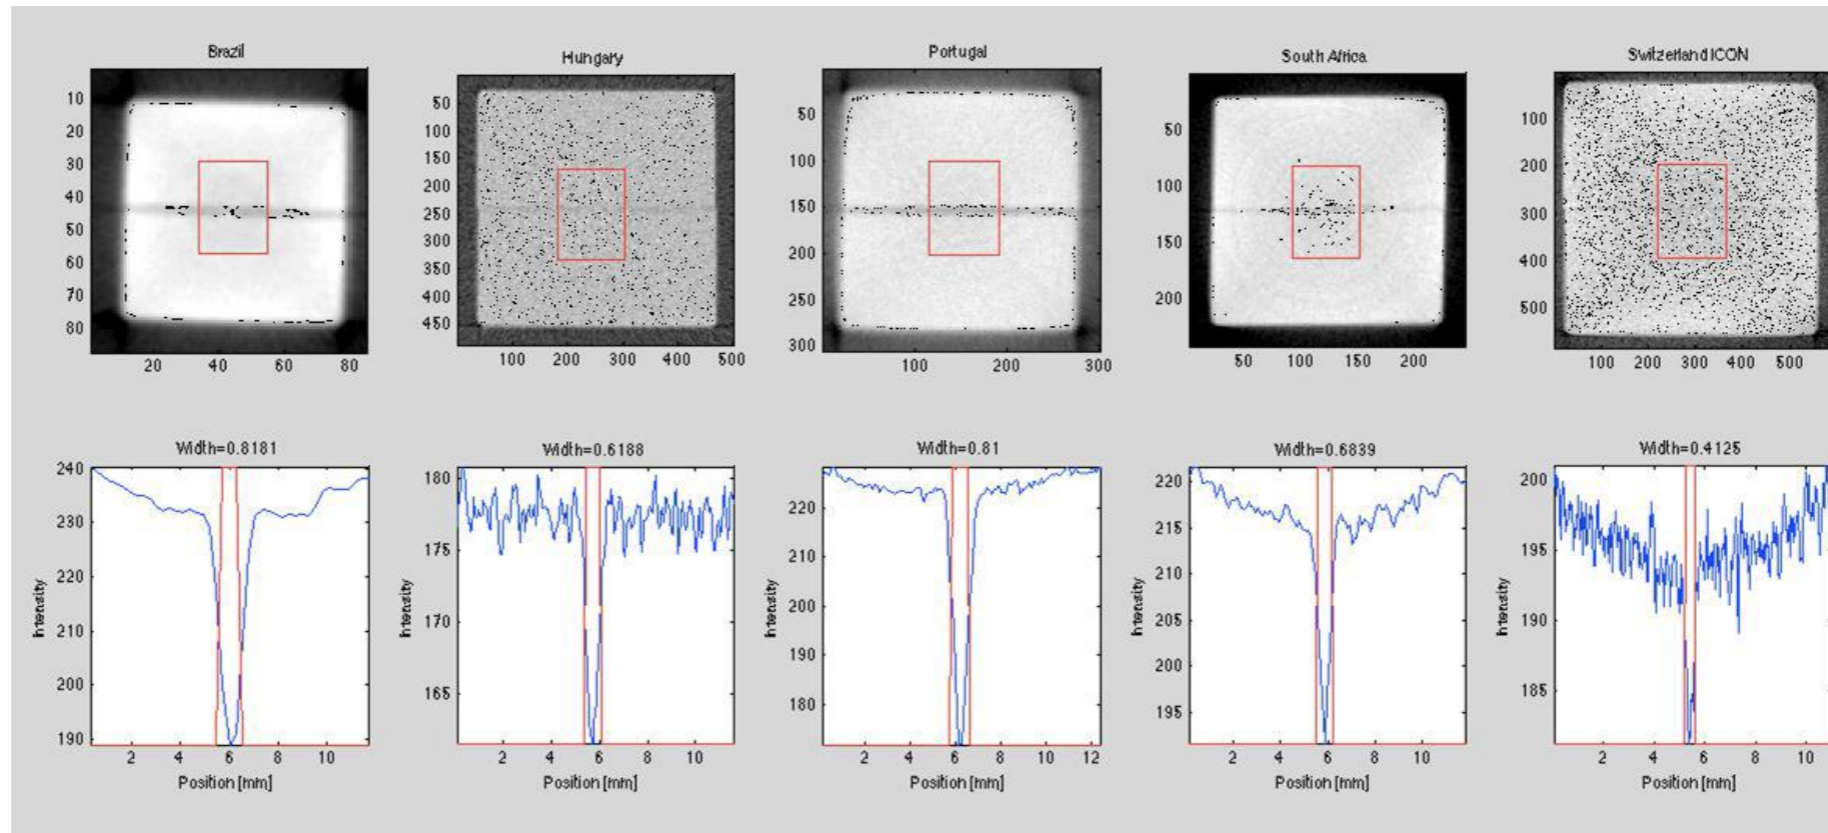 Brazil
10
20
30
40
50
60
70
80
20 40 60 80
Hungary
50
100
150
200
250
300
350
400
450
100 200 300 400 500
Portugal
50
100
150
200
250
300
100 200 300
South Africa
50
100
150
200
50 100 150 200
Switzerland ICON
100
200
300
400
500
100 200 300 400 500
Width=0.8181
Intensity
240
230
220
210
200
190
2 4 6 8 10
Position [mm]
Width=0.6188
Intensity
180
175
170
165
2 4 6 8 10
Position [mm]
Width=0.81
Intensity
220
210
200
190
180
2 4 6 8 10 12
Position [mm]
Width=0.6839
Intensity
220
215
210
205
200
195
2 4 6 8 10
Position [mm]
Width=0.4125
Intensity
200
195
190
185
2 4 6 8 10
Position [mm]